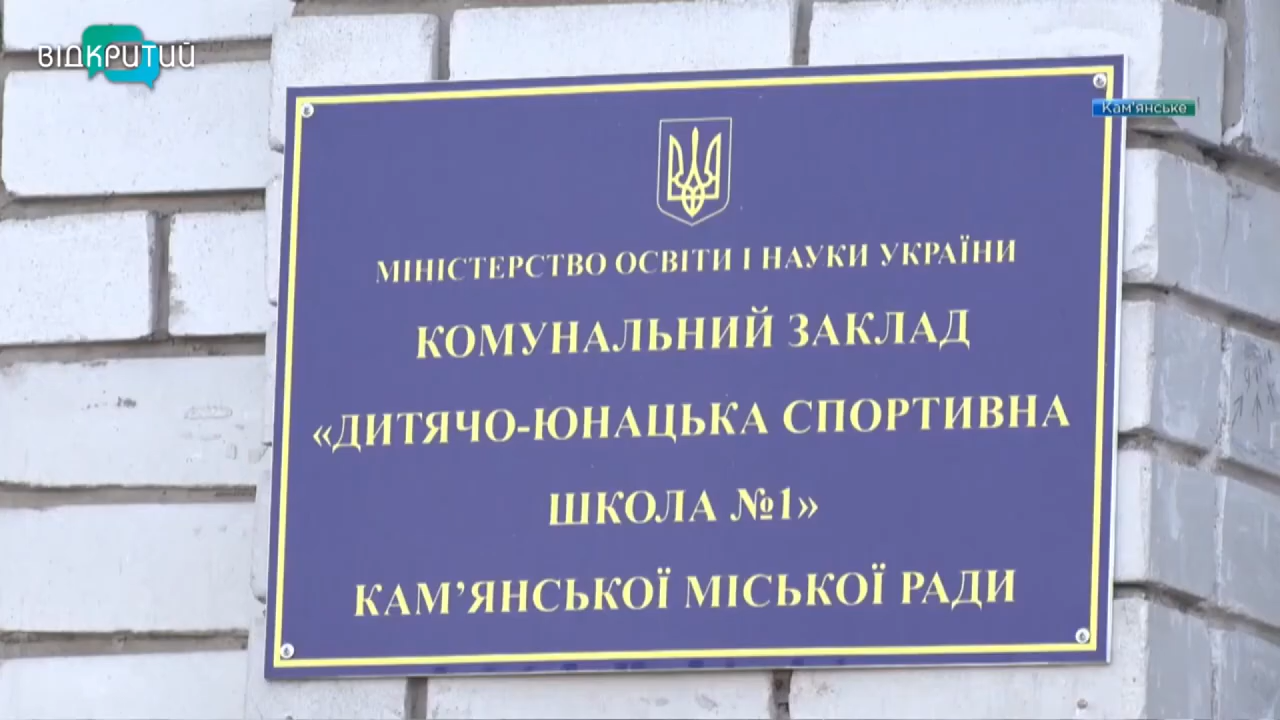 ВІДКРИТИЙ
Кам'янське
МІНІСТЕРСТВО ОСВІТИ І НАУКИ УКРАЇНИ
КОМУНАЛЬНИЙ ЗАКЛАД
«ДИТЯЧО-ЮНАЦЬКА СПОРТИВНА
ШКОЛА №1»
КАМ’ЯНСЬКОЇ МІСЬКОЇ РАДИ